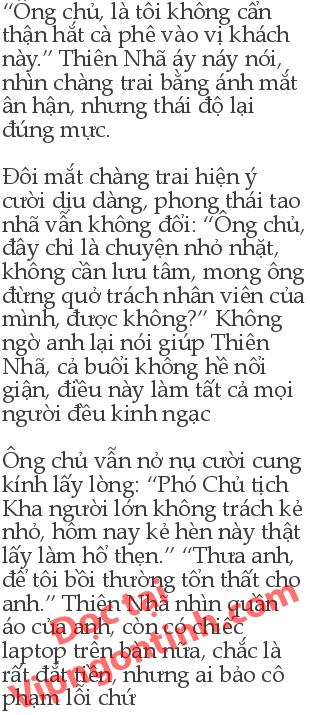 “Ông chủ, là tôi không cẩn
thận hắt cà phê vào vị khách
này.” Thiên Nhã áy náy nói,
nhìn chàng trai bằng ánh mắt
ân hận, nhưng thái độ lại
đúng mực.
Đôi mắt chàng trai hiện ý
cười dịu dàng, phong thái tao
nhã vẫn không đổi: “Ông chủ,
đây chỉ là chuyện nhỏ nhặt,
không cần lưu tâm, mong ông
đừng quở trách nhân viên của
mình, được không?” Không
ngờ anh lại nói giúp Thiên
Nhã, cả buổi không hề nổi
giận, điều này làm tất cả mọi
người đều kinh ngạc
Ông chủ vẫn nở nụ cười cung
kính lấy lòng: “Phó Chủ tịch
Kha người lớn không trách kẻ
nhỏ, hôm nay kẻ hèn này thật
lấy làm hổ thẹn.” “Thưa anh,
để tôi bồi thường tổn thất cho
anh.” Thiên Nhã nhìn quần
áo của anh, còn có chiếc
laptop trên bàn nữa, chắc là
rất đắt tiền, nhưng ai bảo cô
phạm lỗi chứ
Đọc tại
Vipngontinh.com